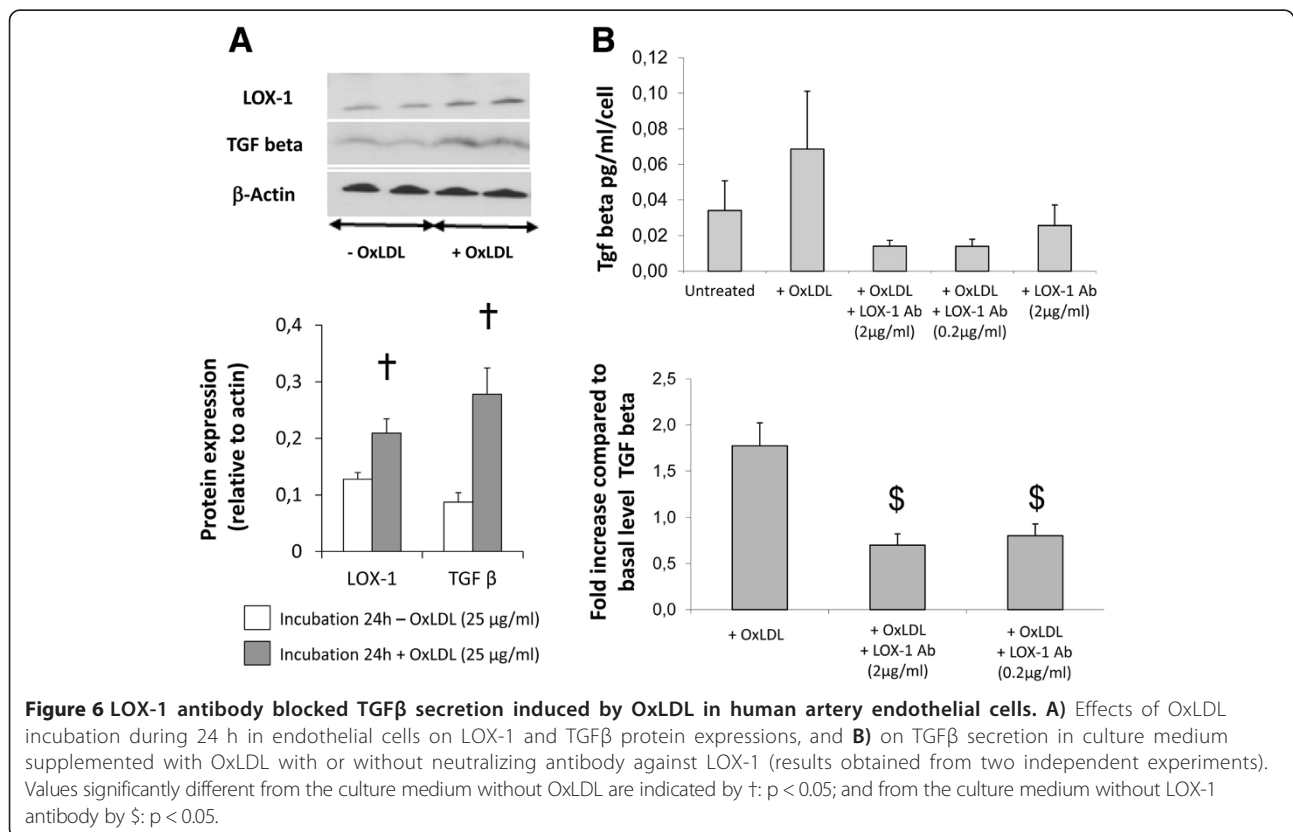 A
LOX-1
TGF beta
β-Actin
- OxLDL + OxLDL
Protein expression
(relative to actin)
0,4
0,3
0,2
0,1
0
† †
LOX-1 TGF β
Incubation 24h – OxLDL (25 µg/ml)
Incubation 24h + OxLDL (25 µg/ml)
B
Tgf beta pg/ml/cell
0,12
0,10
0,08
0,06
0,04
0,02
0,00
Untreated
+ OxLDL
+ OxLDL
+ LOX-1 Ab
(2µg/ml)
+ OxLDL
+ LOX-1 Ab
(0.2µg/ml)
+ LOX-1 Ab
(2µg/ml)
Fold increase compared to
basal level TGF beta
2,5
2,0
1,5
1,0
0,5
0,0
$ $
+ OxLDL
+ OxLDL
+ LOX-1 Ab
(2µg/ml)
+ OxLDL
+ LOX-1 Ab
(0.2µg/ml)
Figure 6 LOX-1 antibody blocked TGFβ secretion induced by OxLDL in human artery endothelial cells. A) Effects of OxLDL
incubation during 24 h in endothelial cells on LOX-1 and TGFβ protein expressions, and B) on TGFβ secretion in culture medium
supplemented with OxLDL with or without neutralizing antibody against LOX-1 (results obtained from two independent experiments).
Values significantly different from the culture medium without OxLDL are indicated by †: p < 0.05; and from the culture medium without LOX-1
antibody by $: p < 0.05.